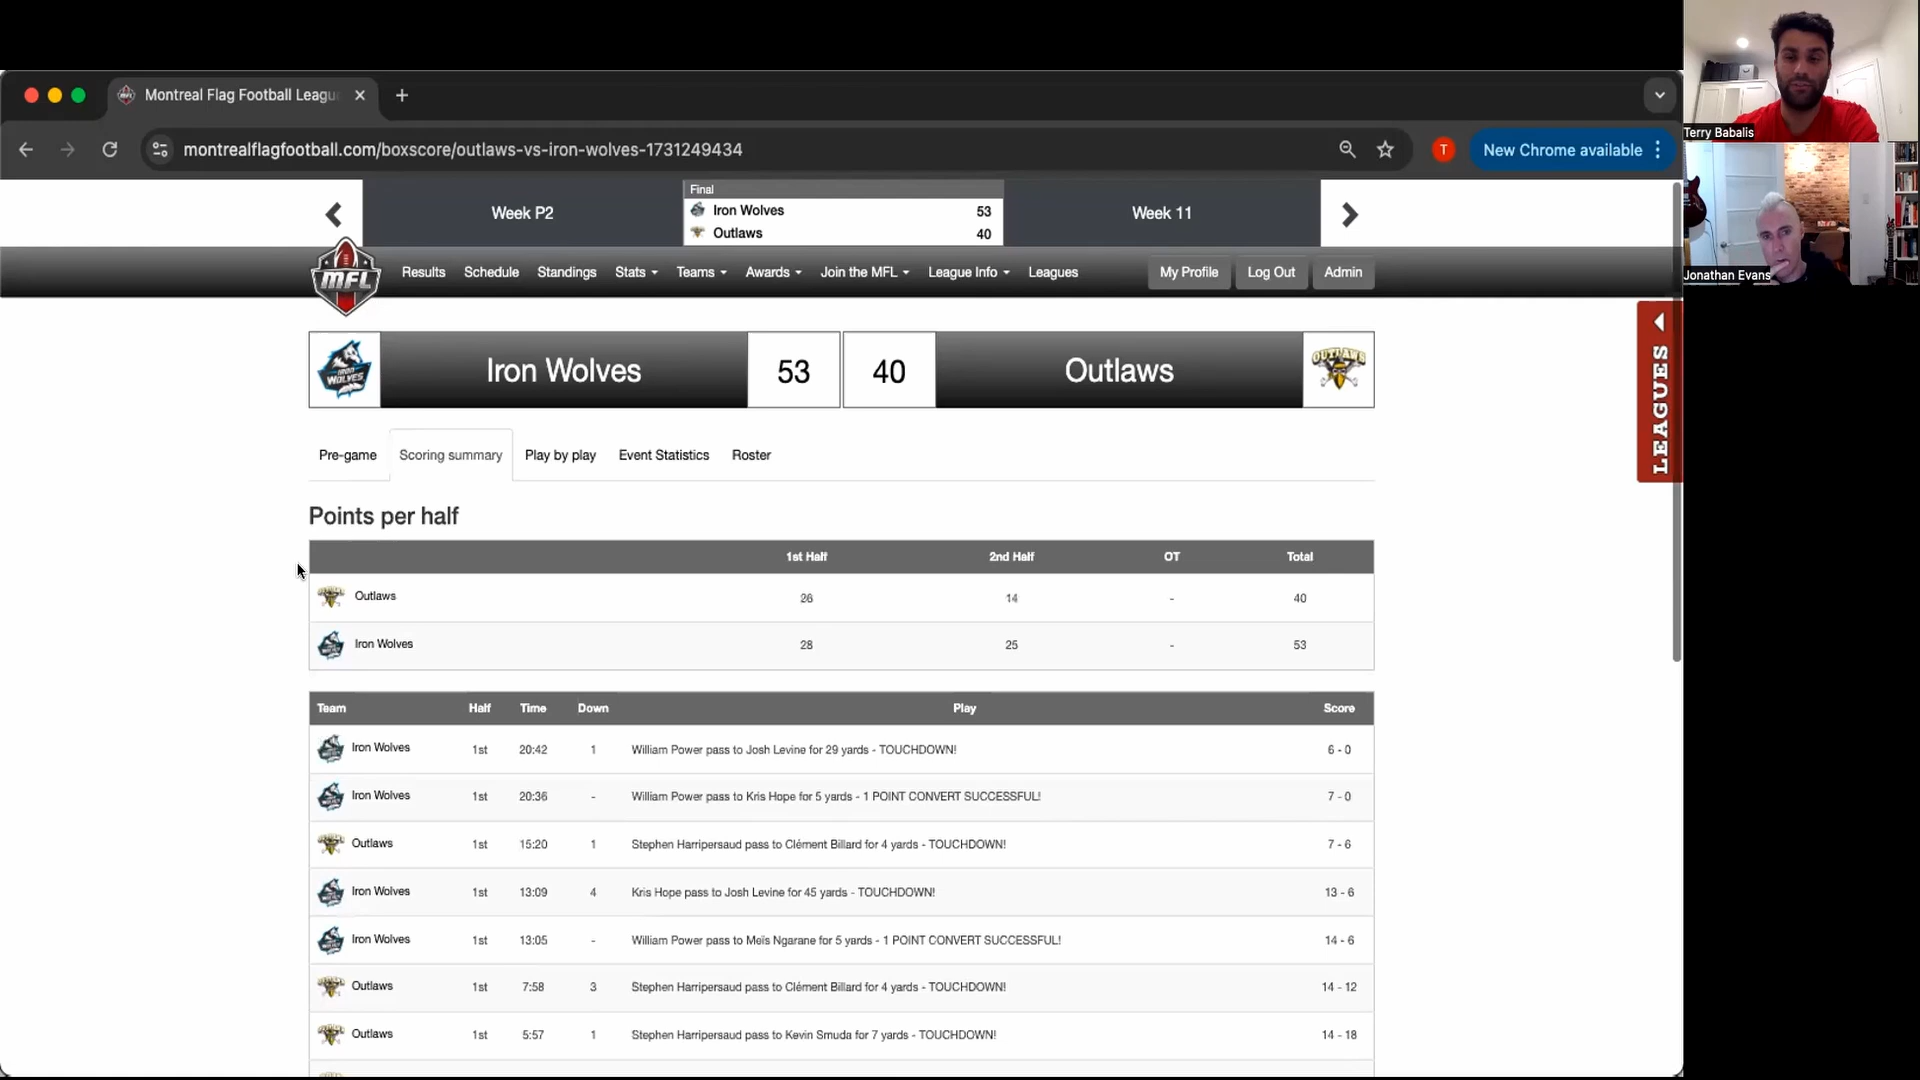 Montreal Flag Football Leagu
montrealflagfootball.com/boxscore/outlaws-vs-iron-wolves-1731249434
T
New Chrome available
Terry Babalis
Jonathan Evans
Week P2
Final
Iron Wolves 53
Outlaws 40
Week 11
MFL
Results Schedule Standings Stats Teams Awards Join the MFL League Info Leagues My Profile Log Out Admin
LEAGUES
IRON WOLVES
Iron Wolves 53 40 Outlaws
OUTLAWS
Pre-game Scoring summary Play by play Event Statistics Roster
Points per half
1st Half 2nd Half OT Total
Outlaws 26 14 - 40
Iron Wolves 28 25 - 53
Team Half Time Down Play Score
Iron Wolves 1st 20:42 1 William Power pass to Josh Levine for 29 yards - TOUCHDOWN! 6 - 0
Iron Wolves 1st 20:36 - William Power pass to Kris Hope for 5 yards - 1 POINT CONVERT SUCCESSFUL! 7 - 0
Outlaws 1st 15:20 1 Stephen Harripersaud pass to Clément Billard for 4 yards - TOUCHDOWN! 7 - 6
Iron Wolves 1st 13:09 4 Kris Hope pass to Josh Levine for 45 yards - TOUCHDOWN! 13 - 6
Iron Wolves 1st 13:05 - William Power pass to Meïs Ngarane for 5 yards - 1 POINT CONVERT SUCCESSFUL! 14 - 6
Outlaws 1st 7:58 3 Stephen Harripersaud pass to Clément Billard for 4 yards - TOUCHDOWN! 14 - 12
Outlaws 1st 5:57 1 Stephen Harripersaud pass to Kevin Smuda for 7 yards - TOUCHDOWN! 14 - 18